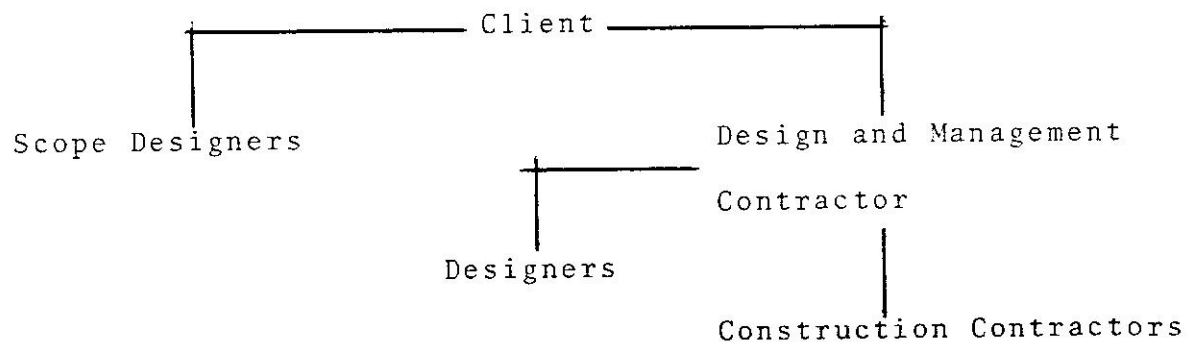 Client
Scope Designers
Design and Management
Contractor
Designers
Construction Contractors